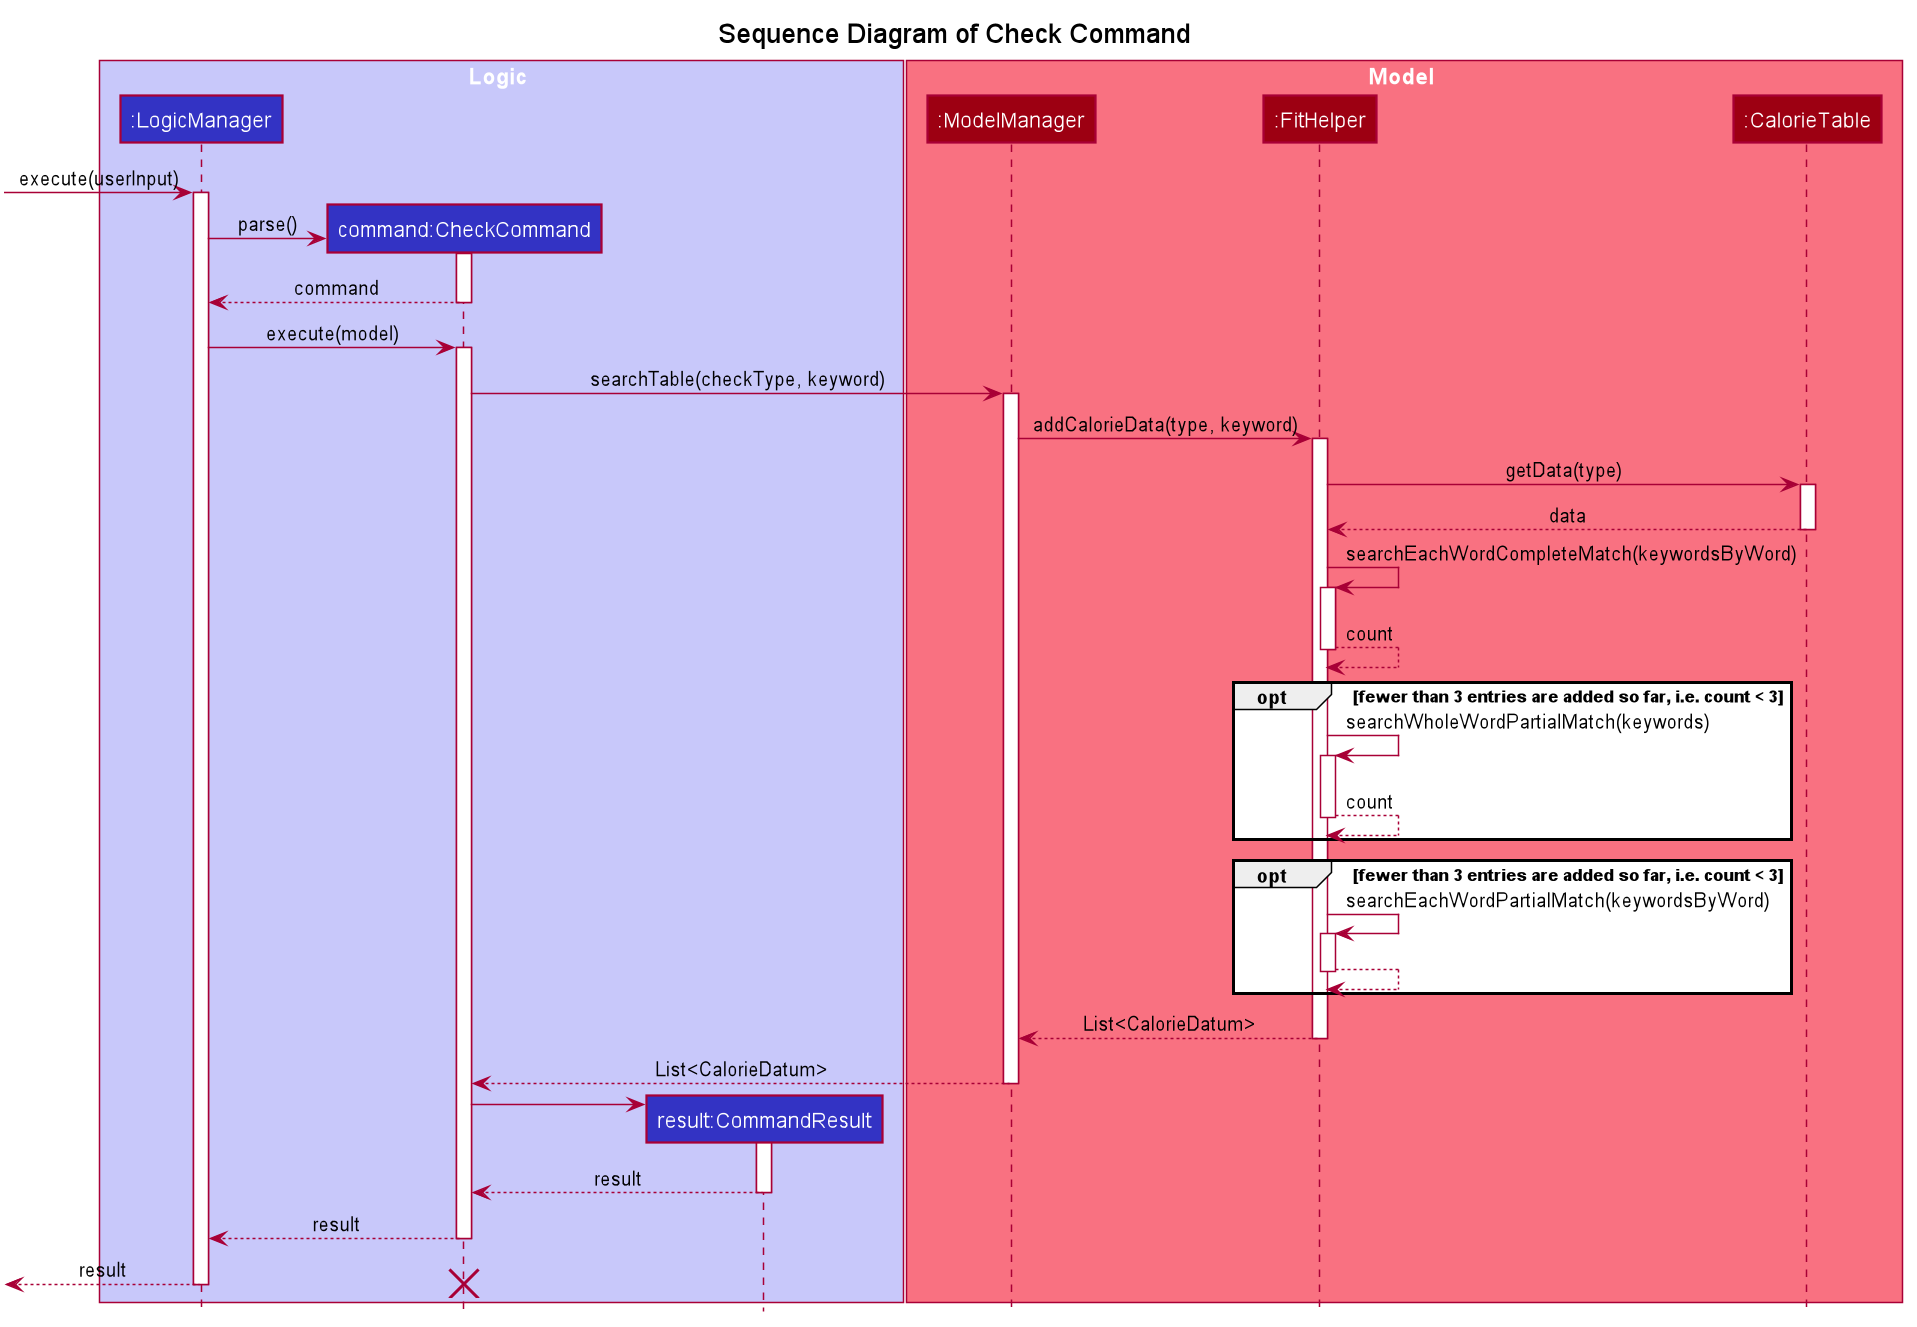 Sequence Diagram of Check Command
Logic
Model
:LogicManager
:ModelManager
:FitHelper
:CalorieTable
execute(userInput)
parse()
command:CheckCommand
command
execute(model)
searchTable(checkType, keyword)
addCalorieData(type, keyword)
getData(type)
data
searchEachWordCompleteMatch(keywordsByWord)
count
opt
[fewer than 3 entries are added so far, i.e. count < 3]
searchWholeWordPartialMatch(keywords)
count
opt
[fewer than 3 entries are added so far, i.e. count < 3]
searchEachWordPartialMatch(keywordsByWord)
List<CalorieDatum>
List<CalorieDatum>
result:CommandResult
result
result
result